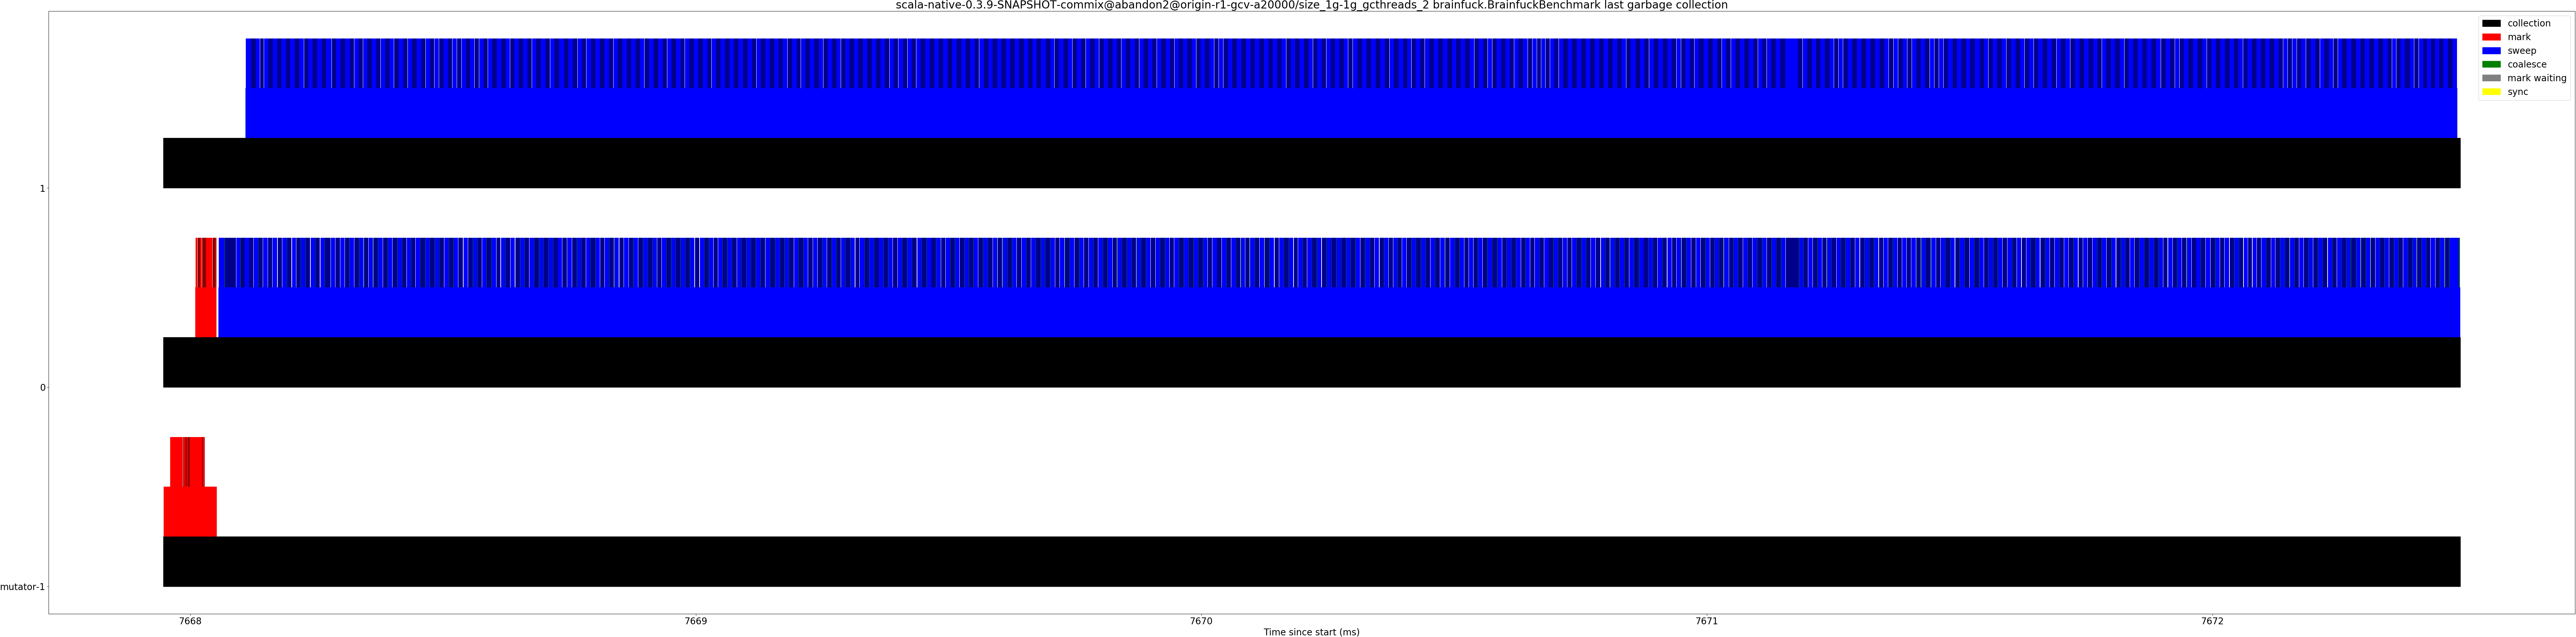 scala-native-0.3.9-SNAPSHOT-commix@abandon2@origin-r1-gcv-a20000/size_1g-1g_gcthreads_2 brainfuck.BrainfuckBenchmark last garbage collection
collection
mark
sweep
coalesce
mark waiting
sync
1
0
mutator-1
7668
7669
7670
7671
7672
Time since start (ms)